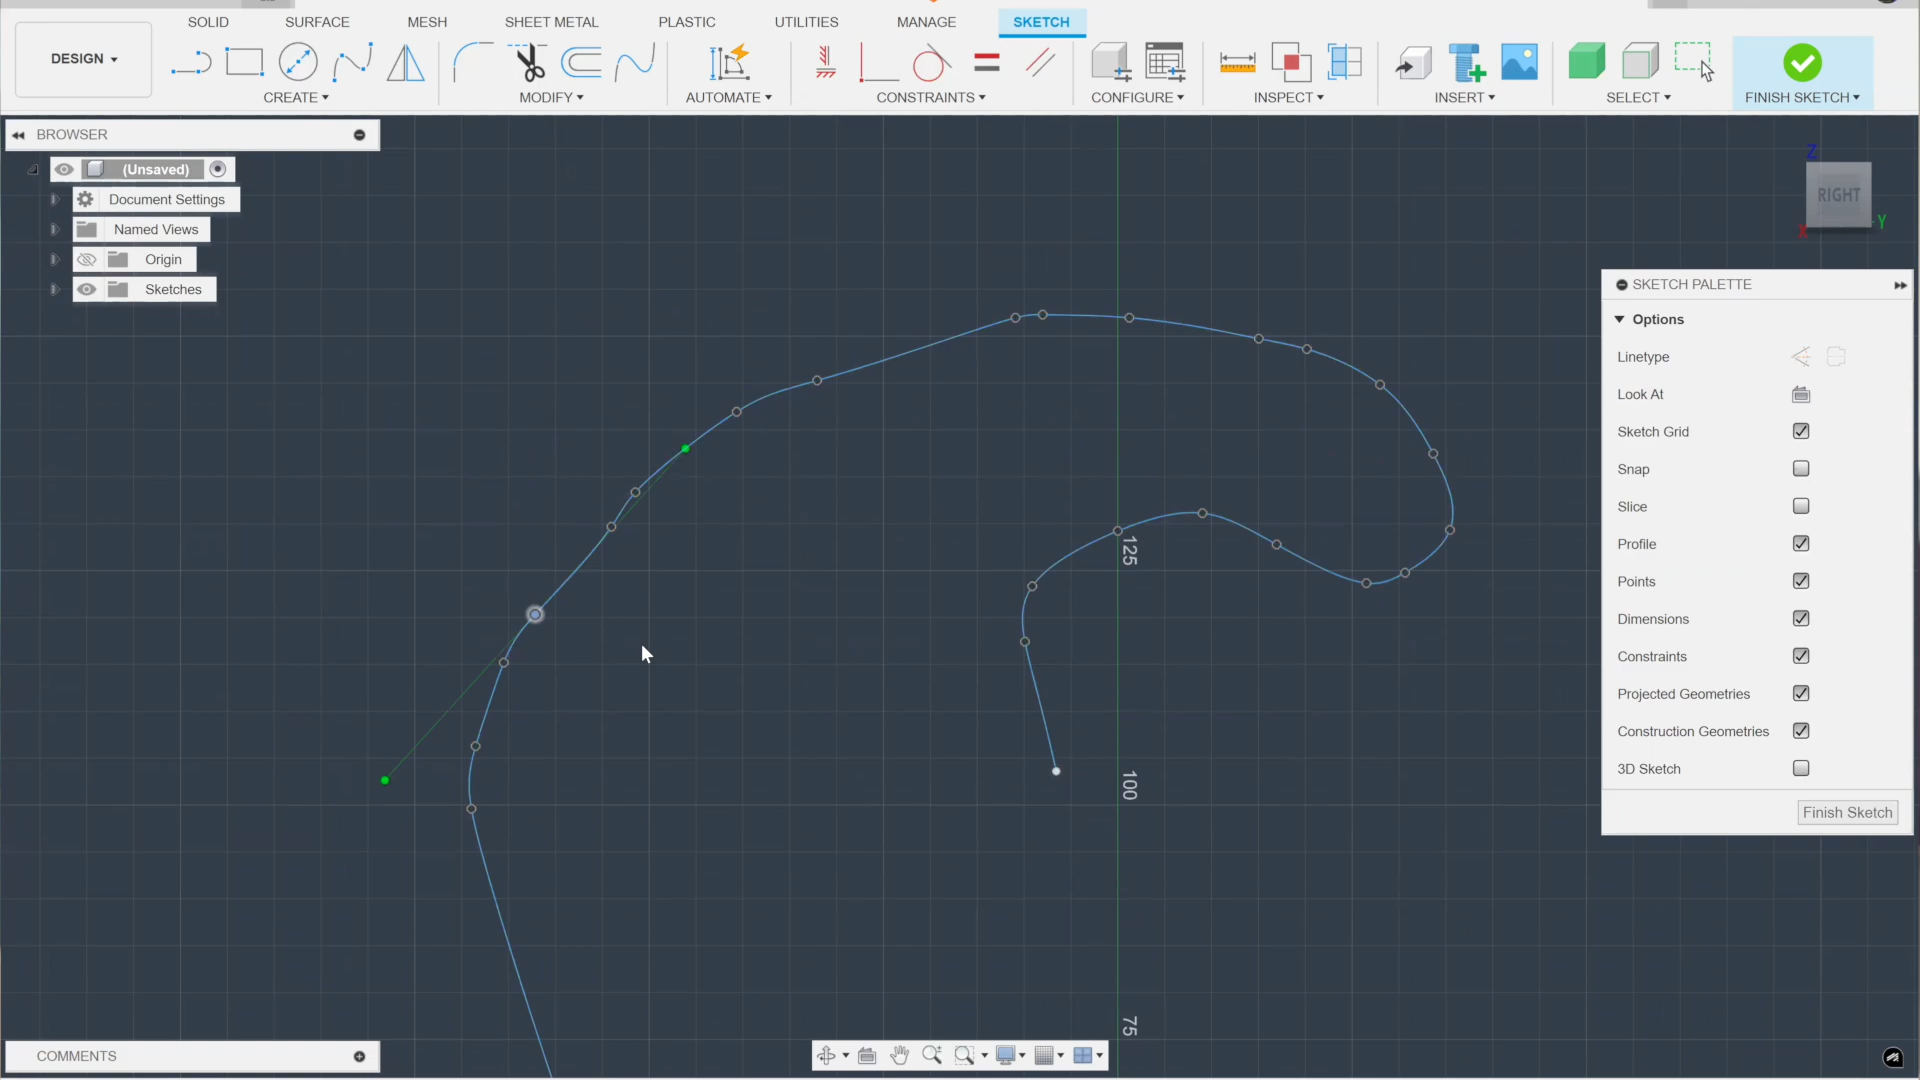 SOLID SURFACE MESH SHEET METAL PLASTIC UTILITIES MANAGE SKETCH
DESIGN
CREATE MODIFY AUTOMATE CONSTRAINTS CONFIGURE INSPECT INSERT SELECT FINISH SKETCH
BROWSER
(Unsaved)
Document Settings
Named Views
Origin
Sketches
Z
RIGHT
Y
X
SKETCH PALETTE
Options
Linetype
Look At
Sketch Grid
Snap
Slice
Profile
Points
Dimensions
Constraints
Projected Geometries
Construction Geometries
3D Sketch
Finish Sketch
125
100
75
COMMENTS